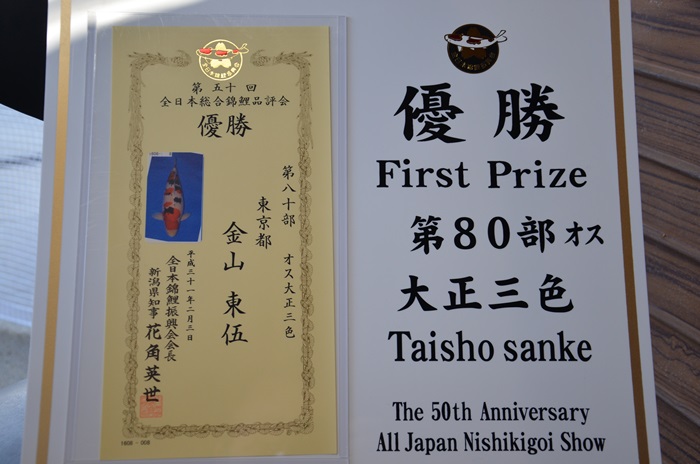 第五十回
全日本総合錦鯉品評会
優勝
第八十部 オス大正三色
東京都
金山東伍
平成三十一年二月三日
全日本錦鯉振興会会長
新潟県知事 花角英世
優勝
First Prize
第80部オス
大正三色
Taisho sanke
The 50th Anniversary
All Japan Nishikigoi Show